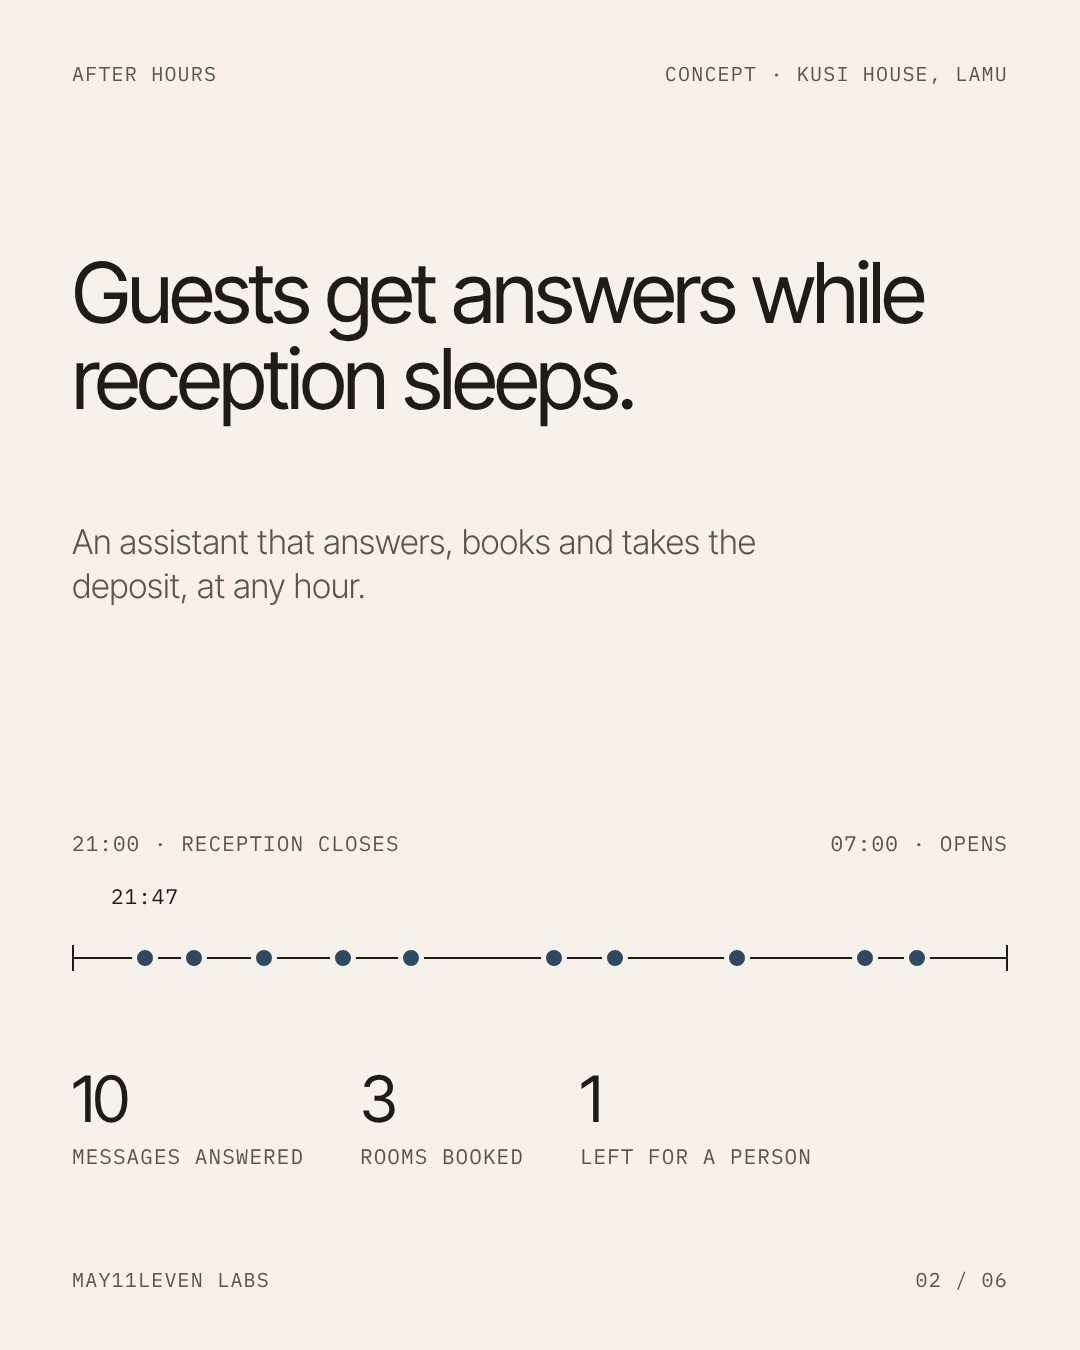 AFTER HOURS
CONCEPT · KUSI HOUSE, LAMU
Guests get answers while
reception sleeps.
An assistant that answers, books and takes the
deposit, at any hour.
21:00 · RECEPTION CLOSES
07:00 · OPENS
21:47
10
MESSAGES ANSWERED
3
ROOMS BOOKED
1
LEFT FOR A PERSON
MAY11LEVEN LABS
02 / 06